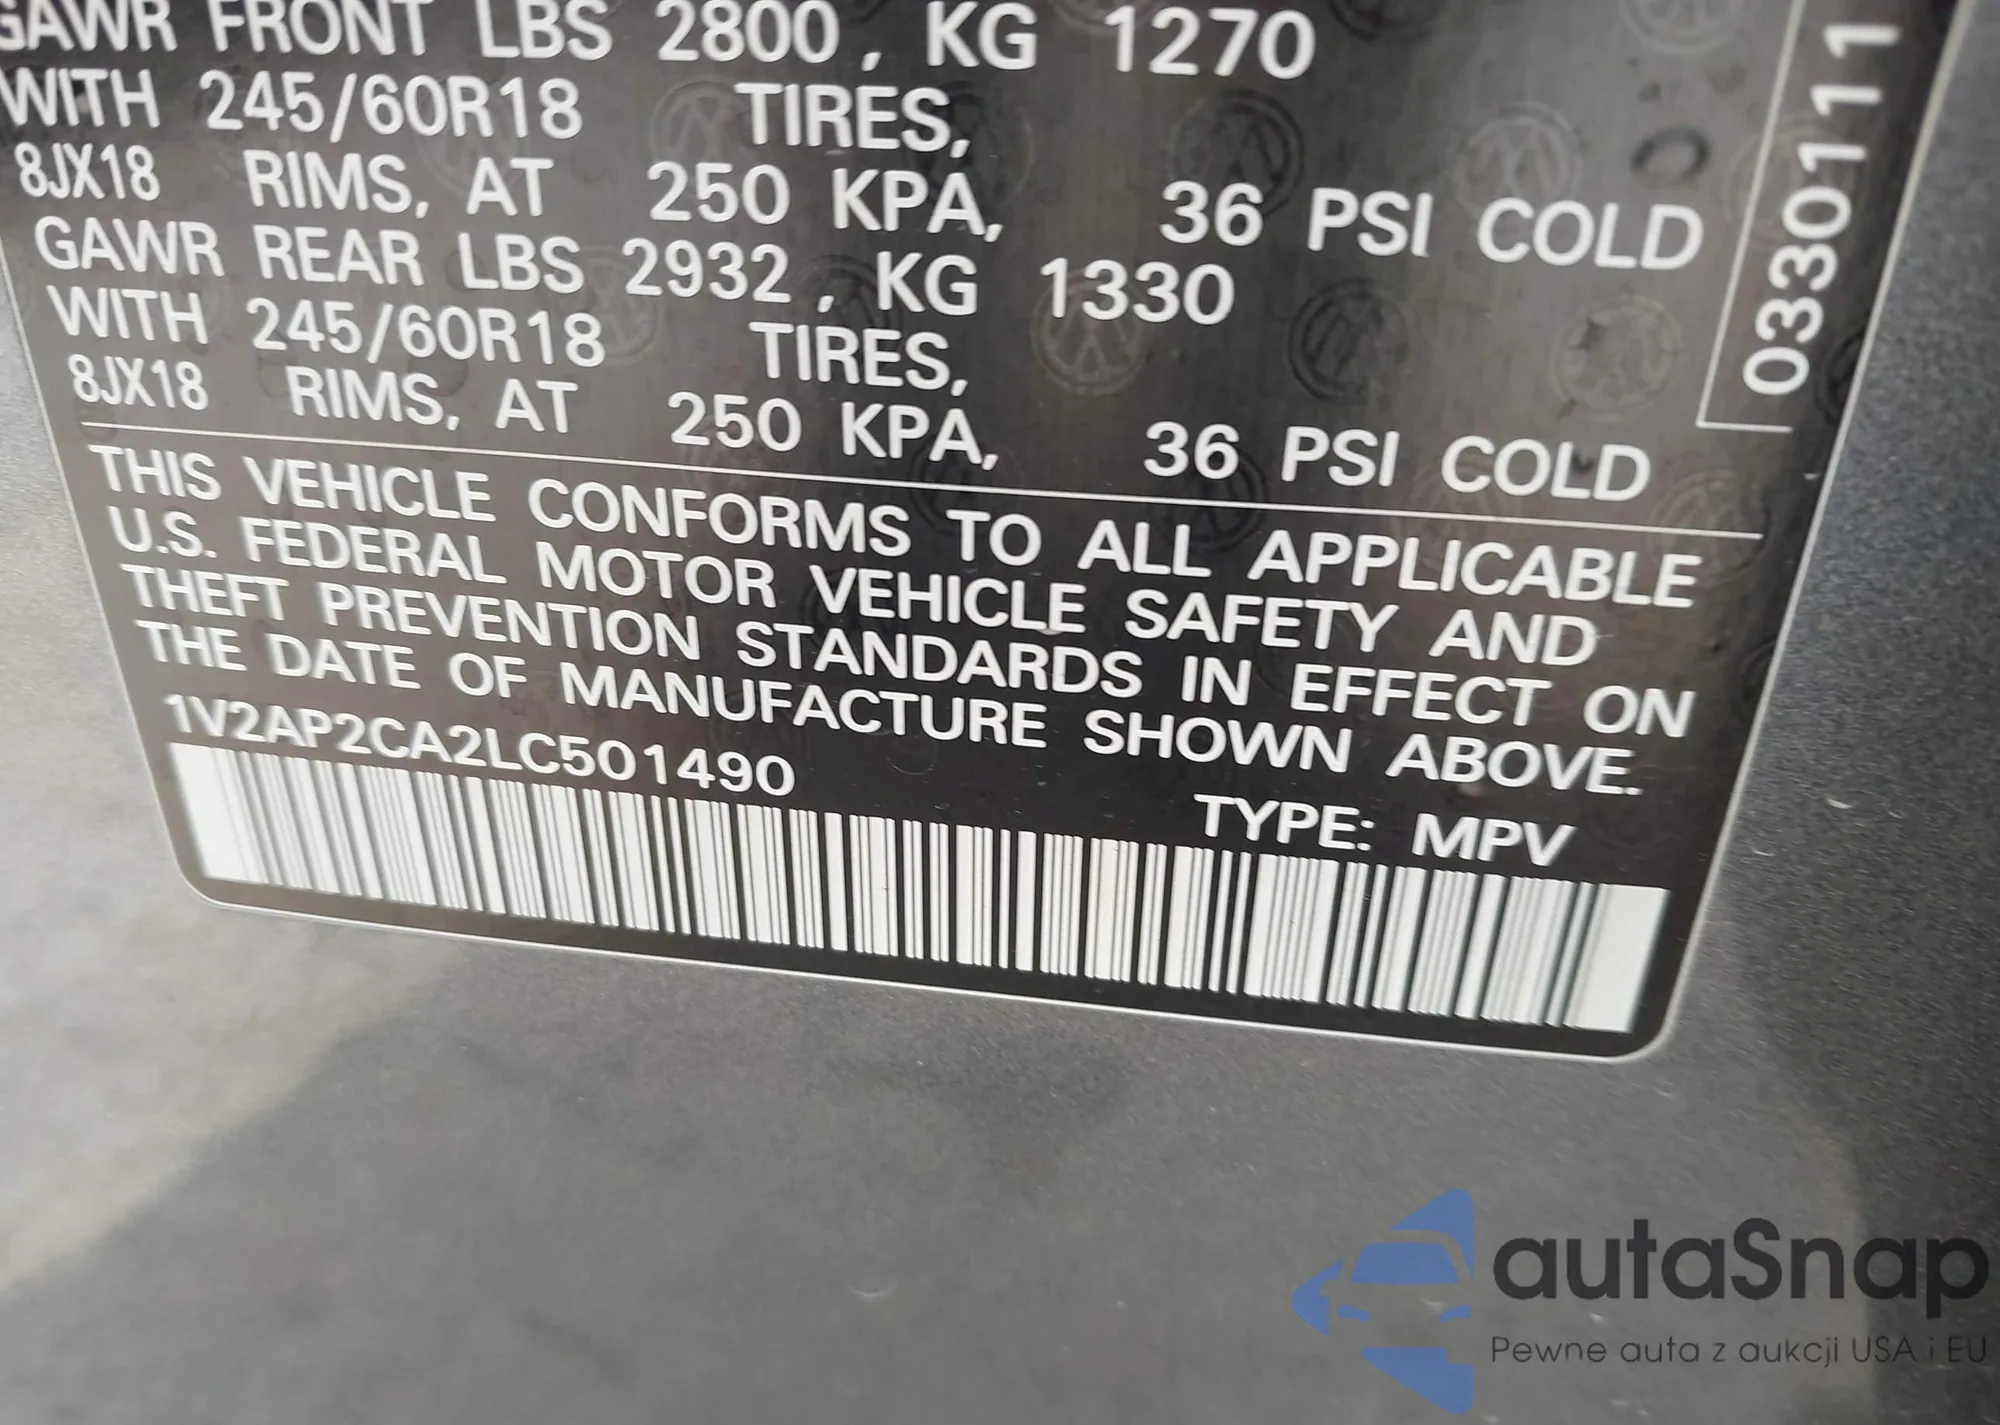 GAWR FRONT LBS 2800 , KG 1270
WITH 245/60R18 TIRES,
8JX18 RIMS, AT 250 KPA, 36 PSI COLD
GAWR REAR LBS 2932 , KG 1330
WITH 245/60R18 TIRES,
8JX18 RIMS, AT 250 KPA, 36 PSI COLD
0330111
THIS VEHICLE CONFORMS TO ALL APPLICABLE
U.S. FEDERAL MOTOR VEHICLE SAFETY AND
THEFT PREVENTION STANDARDS IN EFFECT ON
THE DATE OF MANUFACTURE SHOWN ABOVE.
1V2AP2CA2LC501490
TYPE: MPV
autaSnap
Pewne auta z aukcji USA i EU